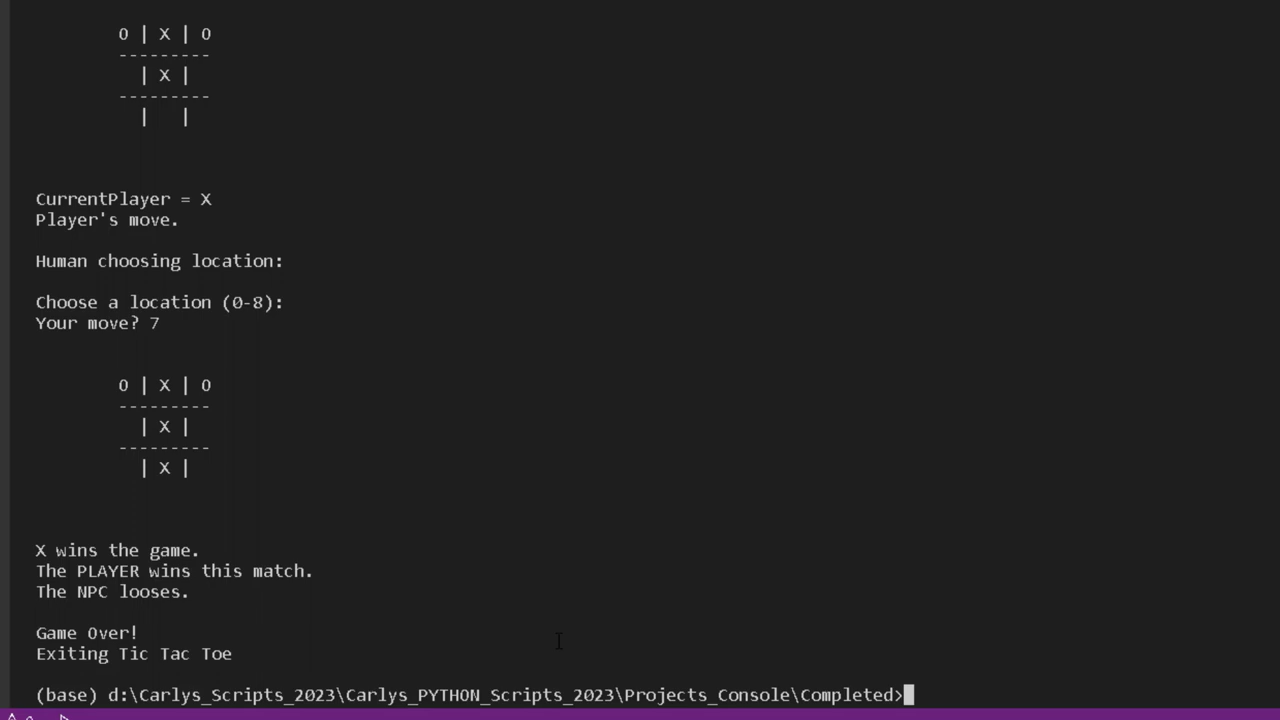 O | X | O
---------
| X |
---------
| |
CurrentPlayer = X
Player's move.
Human choosing location:
Choose a location (0-8):
Your move? 7
O | X | O
---------
| X |
---------
| X |
X wins the game.
The PLAYER wins this match.
The NPC looses.
Game Over!
Exiting Tic Tac Toe
(base) d:\Carlys_Scripts_2023\Carlys_PYTHON_Scripts_2023\Projects_Console\Completed>